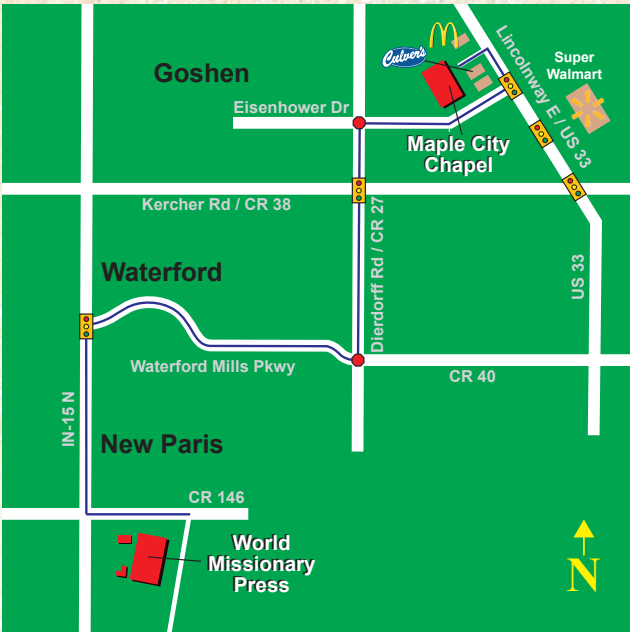 Culver's
Goshen
Lincolnway E / US 33
Super
Walmart
Eisenhower Dr
Maple City
Chapel
Kercher Rd / CR 38
Dierdorff Rd / CR 27
Waterford
US 33
Waterford Mills Pkwy
CR 40
IN-15 N
New Paris
CR 146
World
Missionary
Press
N